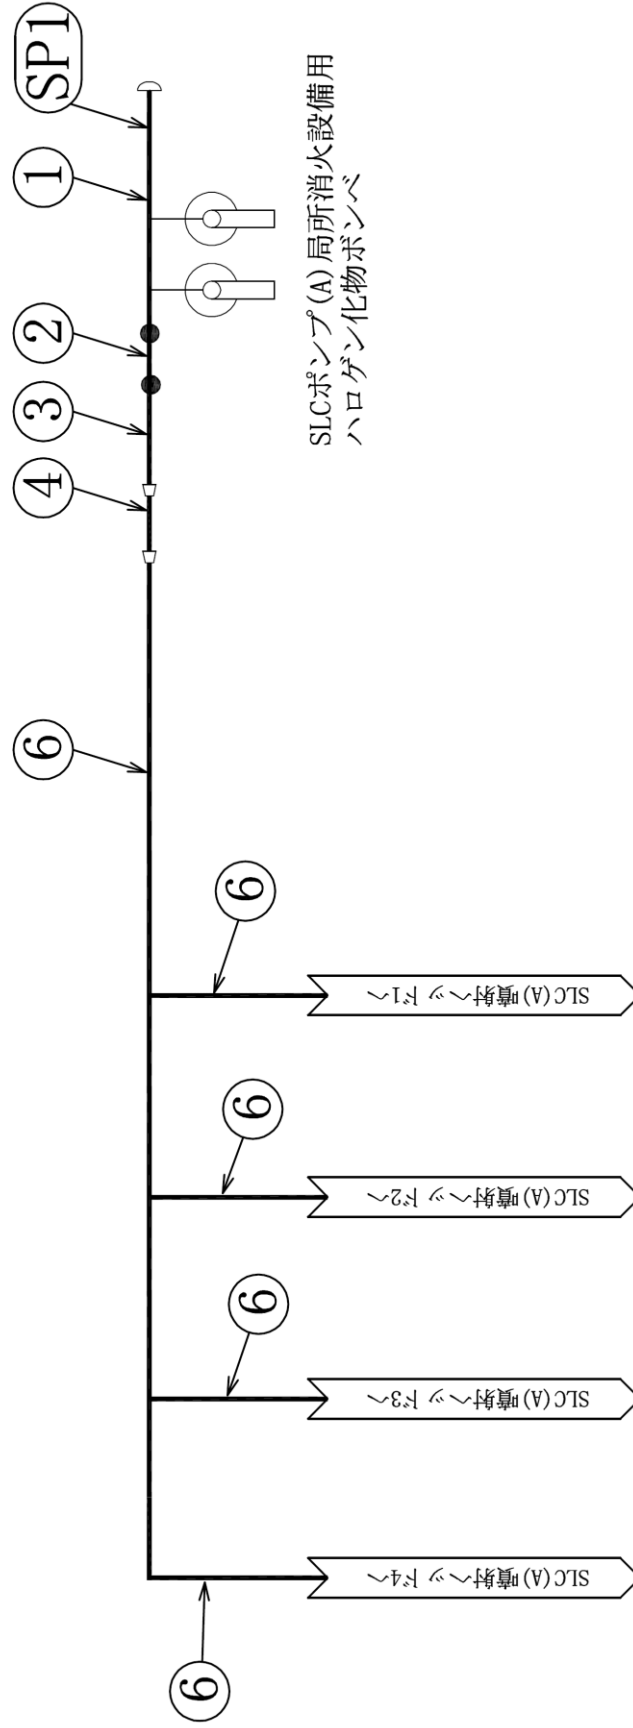 SP1
1
2
3
4
6
6
6
6
6
SLCポンプ(A)局所消火設備用
ハロゲン化物ボンベ
SLC(A)噴射ヘッド1へ
SLC(A)噴射ヘッド2へ
SLC(A)噴射ヘッド3へ
SLC(A)噴射ヘッド4へ